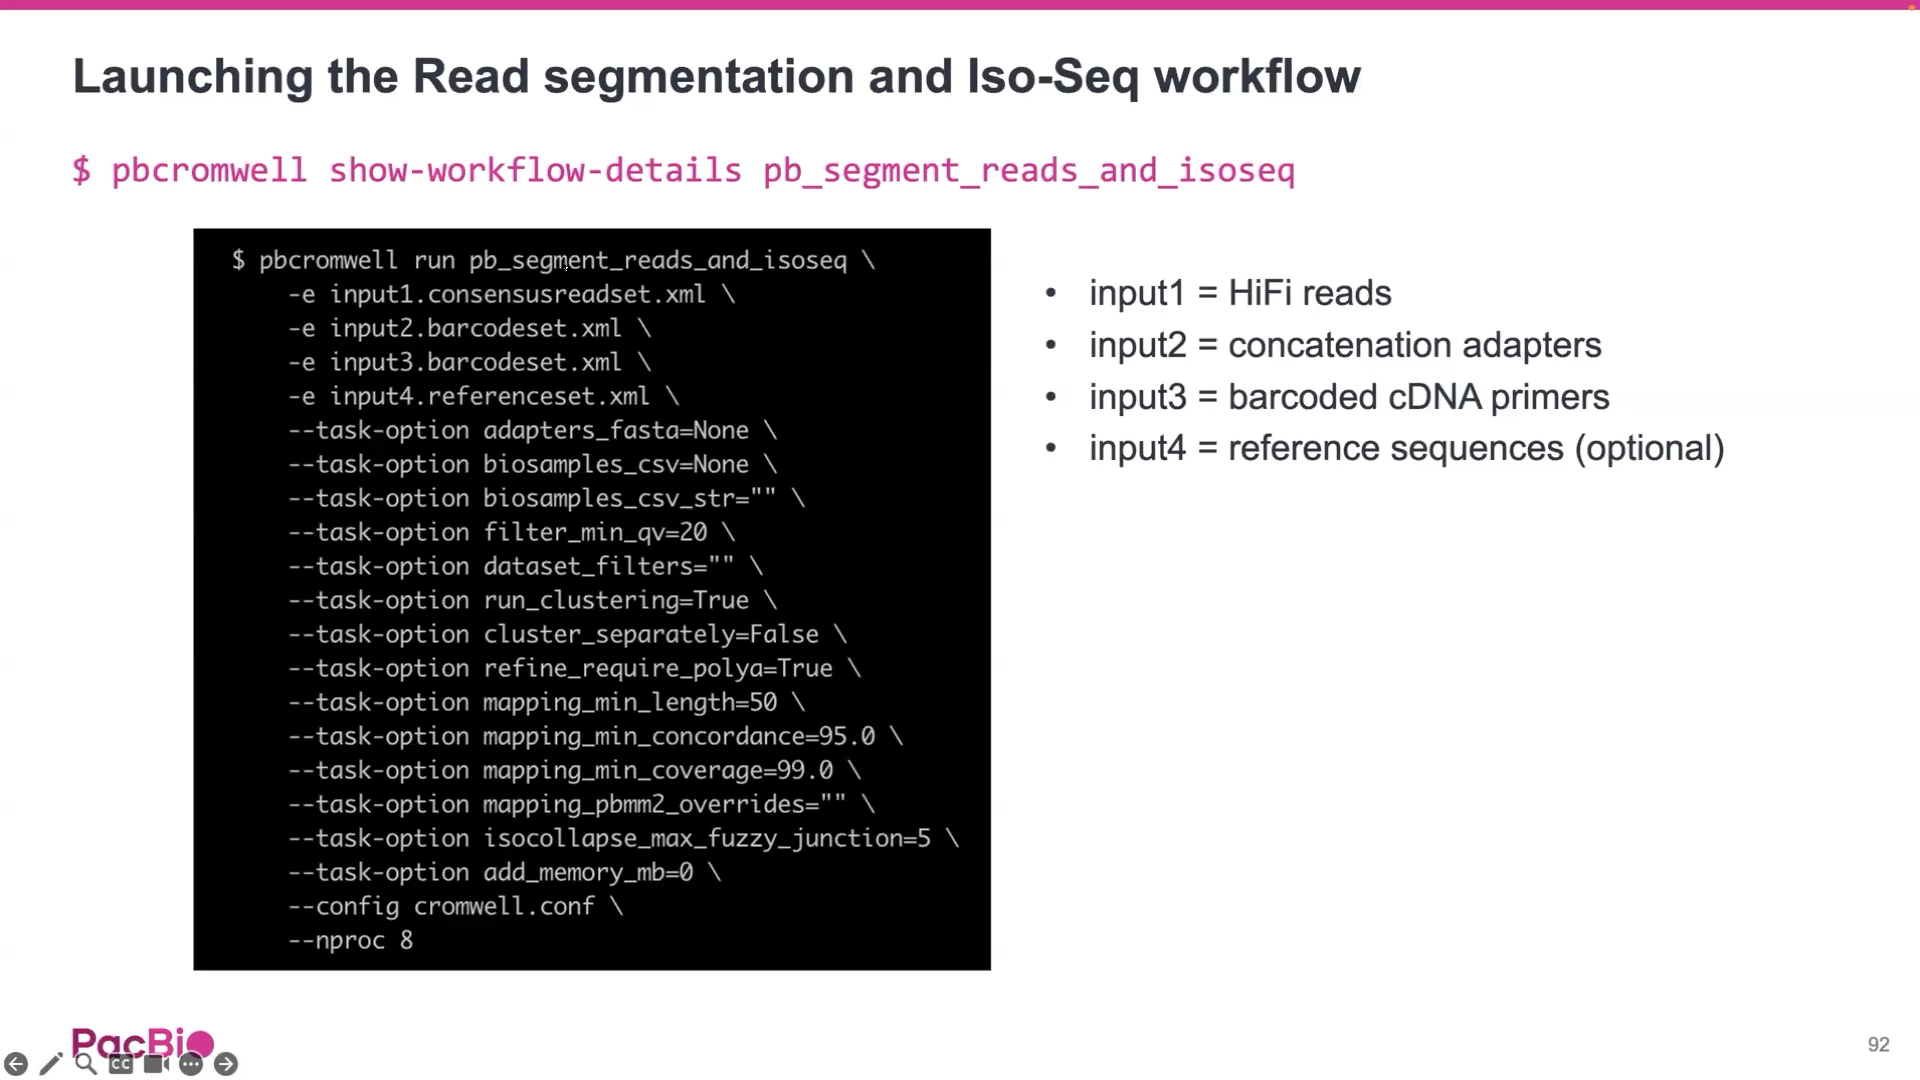 Launching the Read segmentation and Iso-Seq workflow
$ pbcromwell show-workflow-details pb_segment_reads_and_isoseq
$ pbcromwell run pb_segment_reads_and_isoseq \
-e input1.consensusreadset.xml \
-e input2.barcodeset.xml \
-e input3.barcodeset.xml \
-e input4.referenceset.xml \
--task-option adapters_fasta=None \
--task-option biosamples_csv=None \
--task-option biosamples_csv_str="" \
--task-option filter_min_qv=20 \
--task-option dataset_filters="" \
--task-option run_clustering=True \
--task-option cluster_separately=False \
--task-option refine_require_polya=True \
--task-option mapping_min_length=50 \
--task-option mapping_min_concordance=95.0 \
--task-option mapping_min_coverage=99.0 \
--task-option mapping_pbmm2_overrides="" \
--task-option isocollapse_max_fuzzy_junction=5 \
--task-option add_memory_mb=0 \
--config cromwell.conf \
--nproc 8
• input1 = HiFi reads
• input2 = concatenation adapters
• input3 = barcoded cDNA primers
• input4 = reference sequences (optional)
PacBio
CC
92